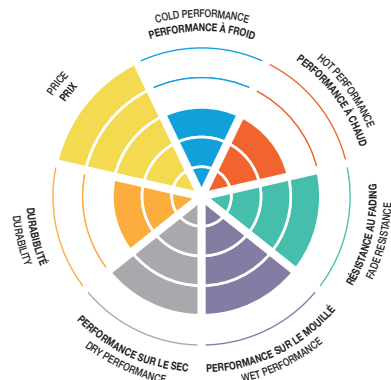 COLD PERFORMANCE
PERFORMANCE À FROID
HOT PERFORMANCE
PERFORMANCE À CHAUD
RÉSISTANCE AU FADING
FADE RESISTANCE
PERFORMANCE SUR LE MOUILLÉ
WET PERFORMANCE
PERFORMANCE SUR LE SEC
DRY PERFORMANCE
DURABIBLITÉ
DURABILITY
PRICE
PRIX